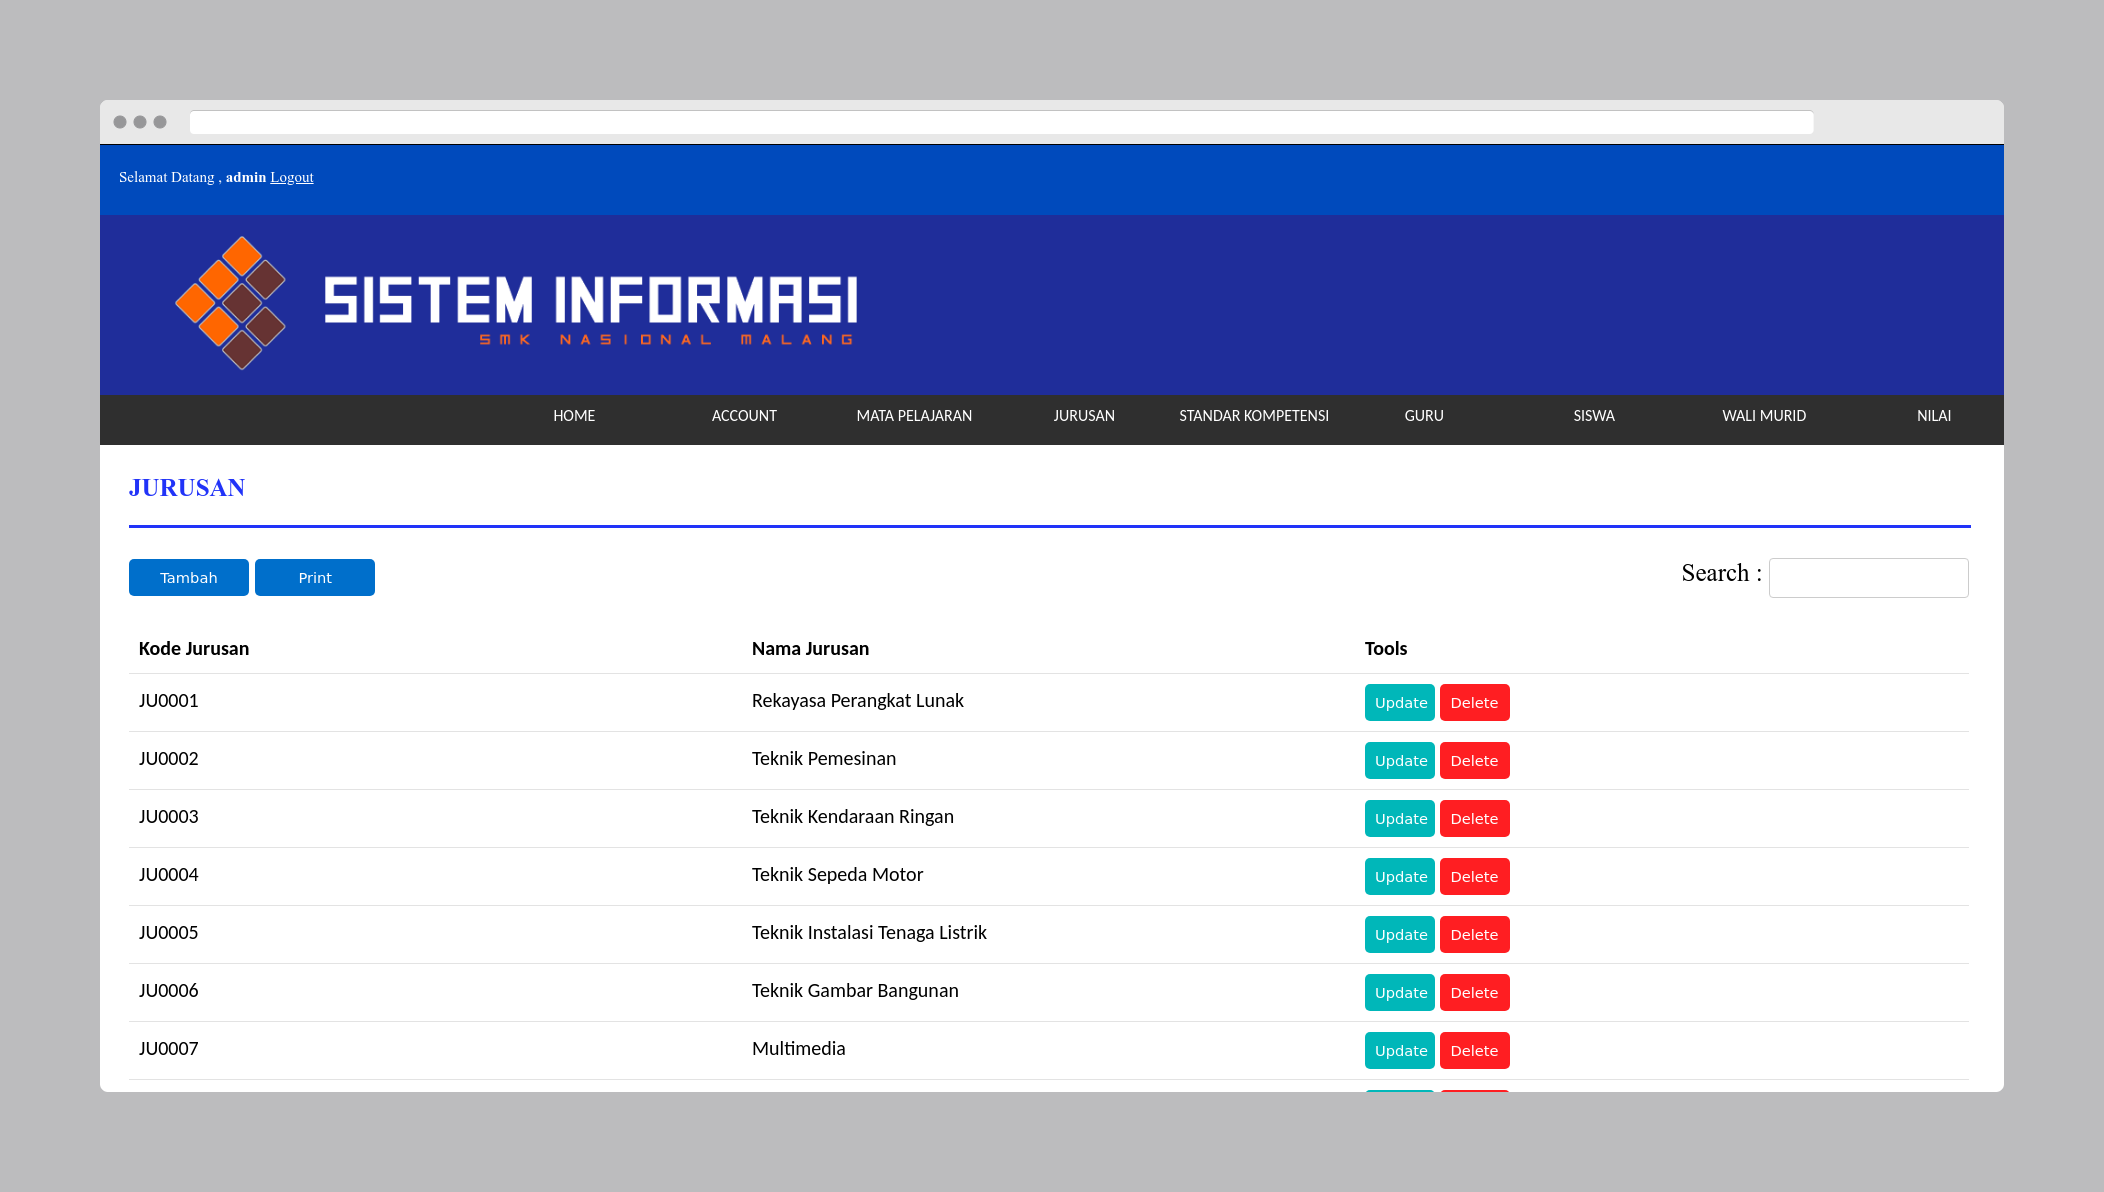 Selamat Datang , admin Logout
SISTEM INFORMASI
SMK NASIONAL MALANG
HOME ACCOUNT MATA PELAJARAN JURUSAN STANDAR KOMPETENSI GURU SISWA WALI MURID NILAI
JURUSAN
Tambah Print Search :
Kode Jurusan Nama Jurusan Tools
JU0001 Rekayasa Perangkat Lunak Update Delete
JU0002 Teknik Pemesinan Update Delete
JU0003 Teknik Kendaraan Ringan Update Delete
JU0004 Teknik Sepeda Motor Update Delete
JU0005 Teknik Instalasi Tenaga Listrik Update Delete
JU0006 Teknik Gambar Bangunan Update Delete
JU0007 Multimedia Update Delete